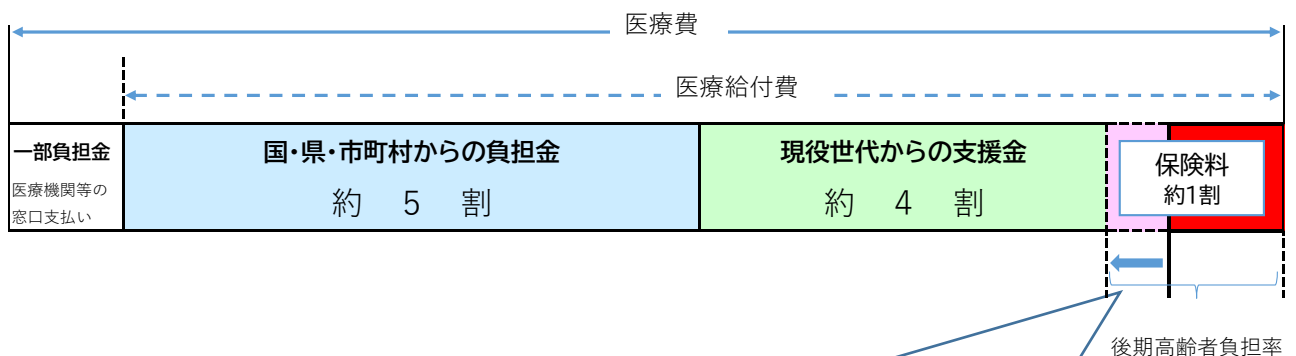 医療費
医療給付費
一部負担金
医療機関等の
窓口支払い
国・県・市町村からの負担金
約 5 割
現役世代からの支援金
約 4 割
保険料
約1割
後期高齢者負担率